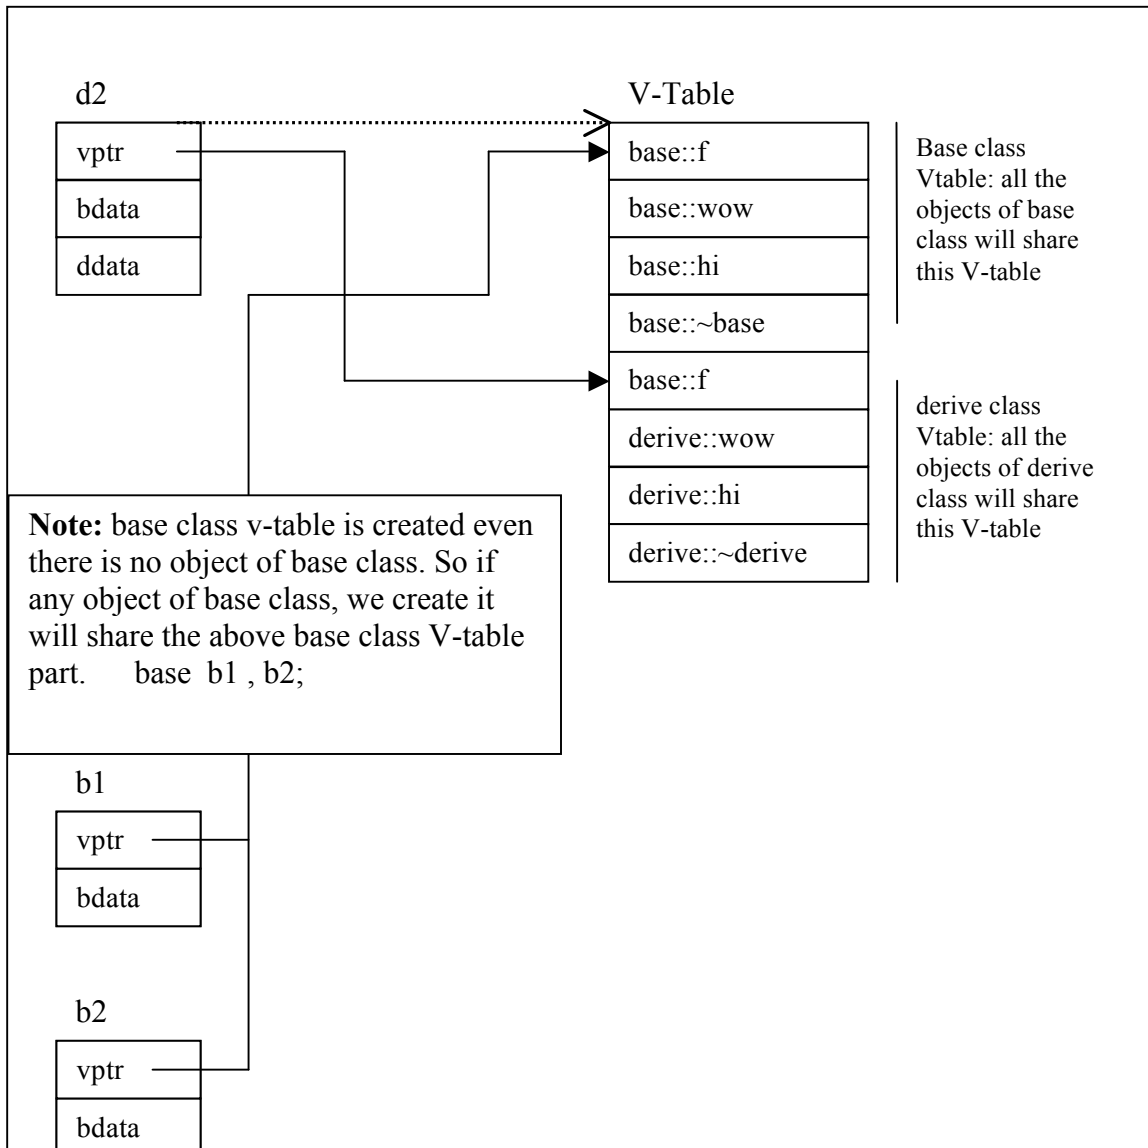 d2
vptr
bdata
ddata
V-Table
base::f
base::wow
base::hi
base::~base
base::f
derive::wow
derive::hi
derive::~derive
Base class
Vtable: all the
objects of base
class will share
this V-table
derive class
Vtable: all the
objects of derive
class will share
this V-table
Note: base class v-table is created even
there is no object of base class. So if
any object of base class, we create it
will share the above base class V-table
part. base b1 , b2;
b1
vptr
bdata
b2
vptr
bdata